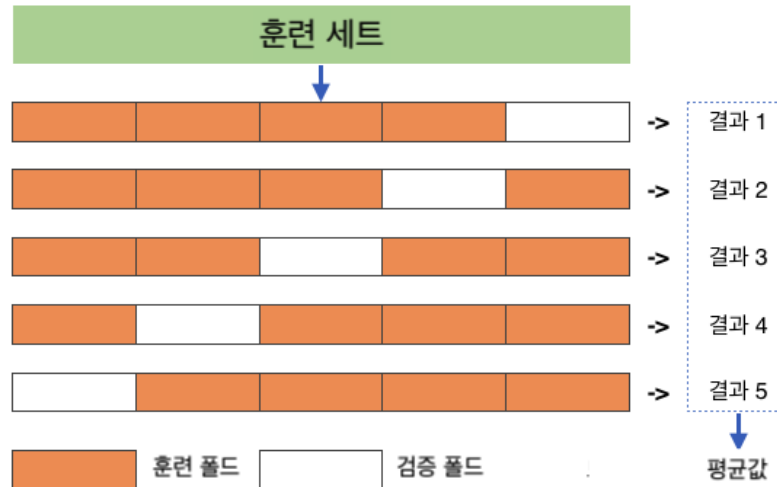 훈련 세트
-> 결과 1
-> 결과 2
-> 결과 3
-> 결과 4
-> 결과 5
훈련 폴드 검증 폴드 평균값